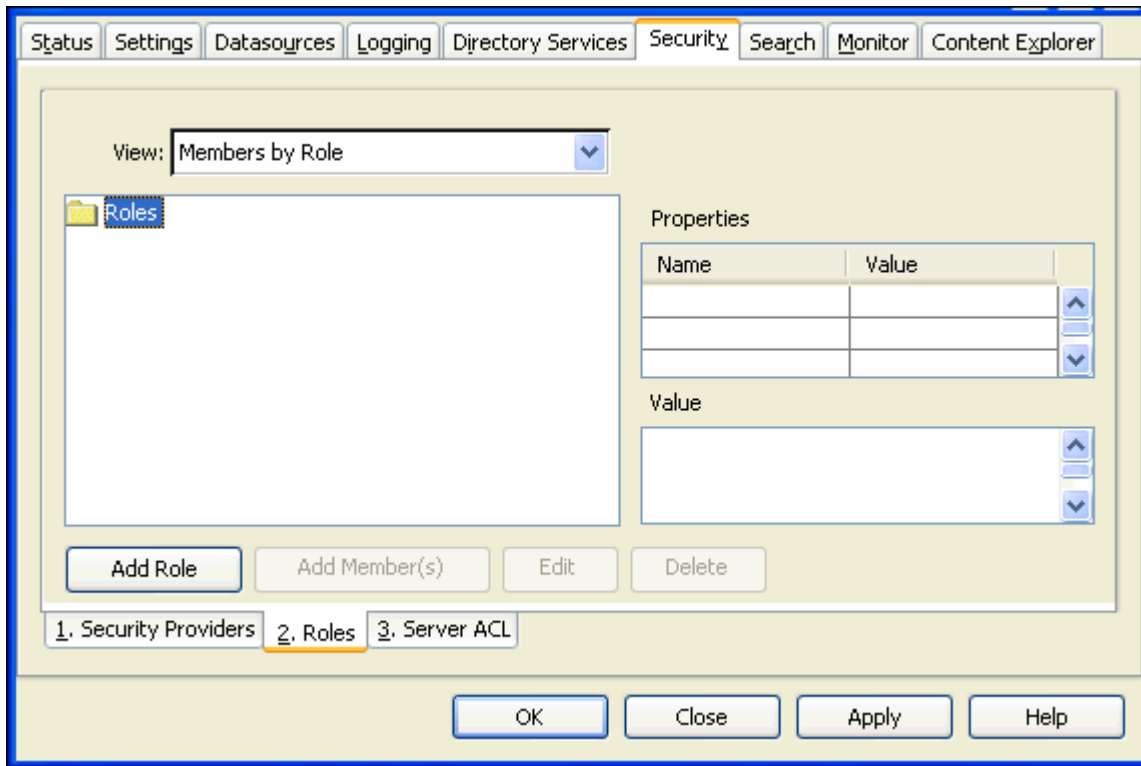 Status Settings Datasources Logging Directory Services Security Search Monitor Content Explorer
View: Members by Role
Roles
Properties
Name Value
Value
Add Role Add Member(s) Edit Delete
1. Security Providers 2. Roles 3. Server ACL
OK Close Apply Help